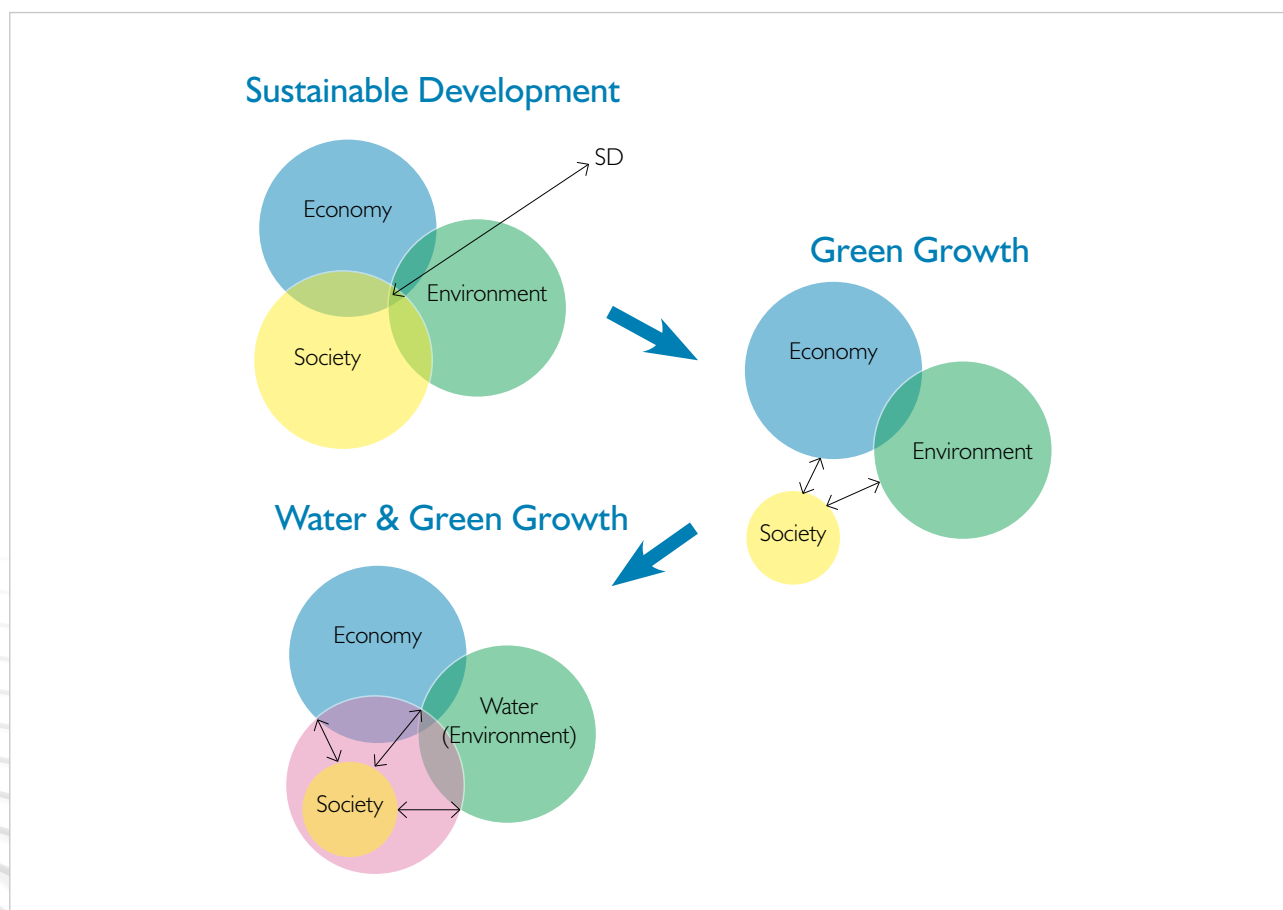 Sustainable Development
SD
Economy
Environment
Society
Green Growth
Economy
Environment
Society
Water & Green Growth
Economy
Water
(Environment)
Society